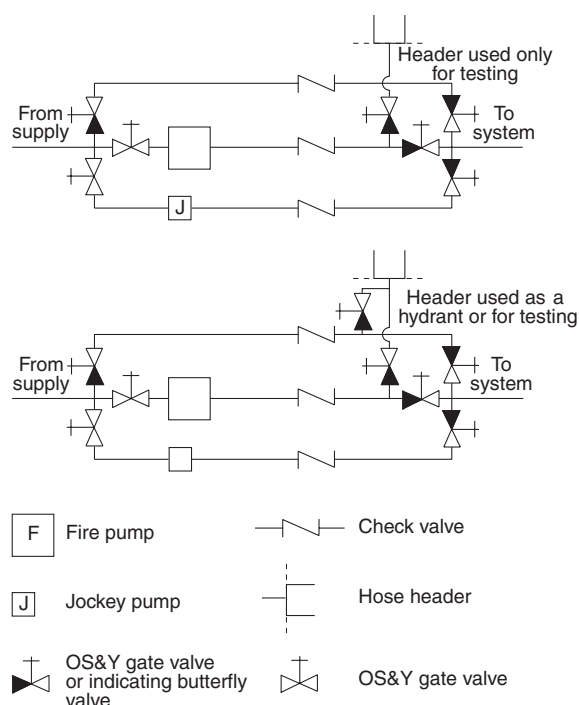 Header used only
for testing
From
supply
To
system
J
Header used as a
hydrant or for testing
From
supply
To
system
F
Fire pump
Check valve
J
Jockey pump
Hose header
OS&Y gate valve
or indicating butterfly
valve
OS&Y gate valve